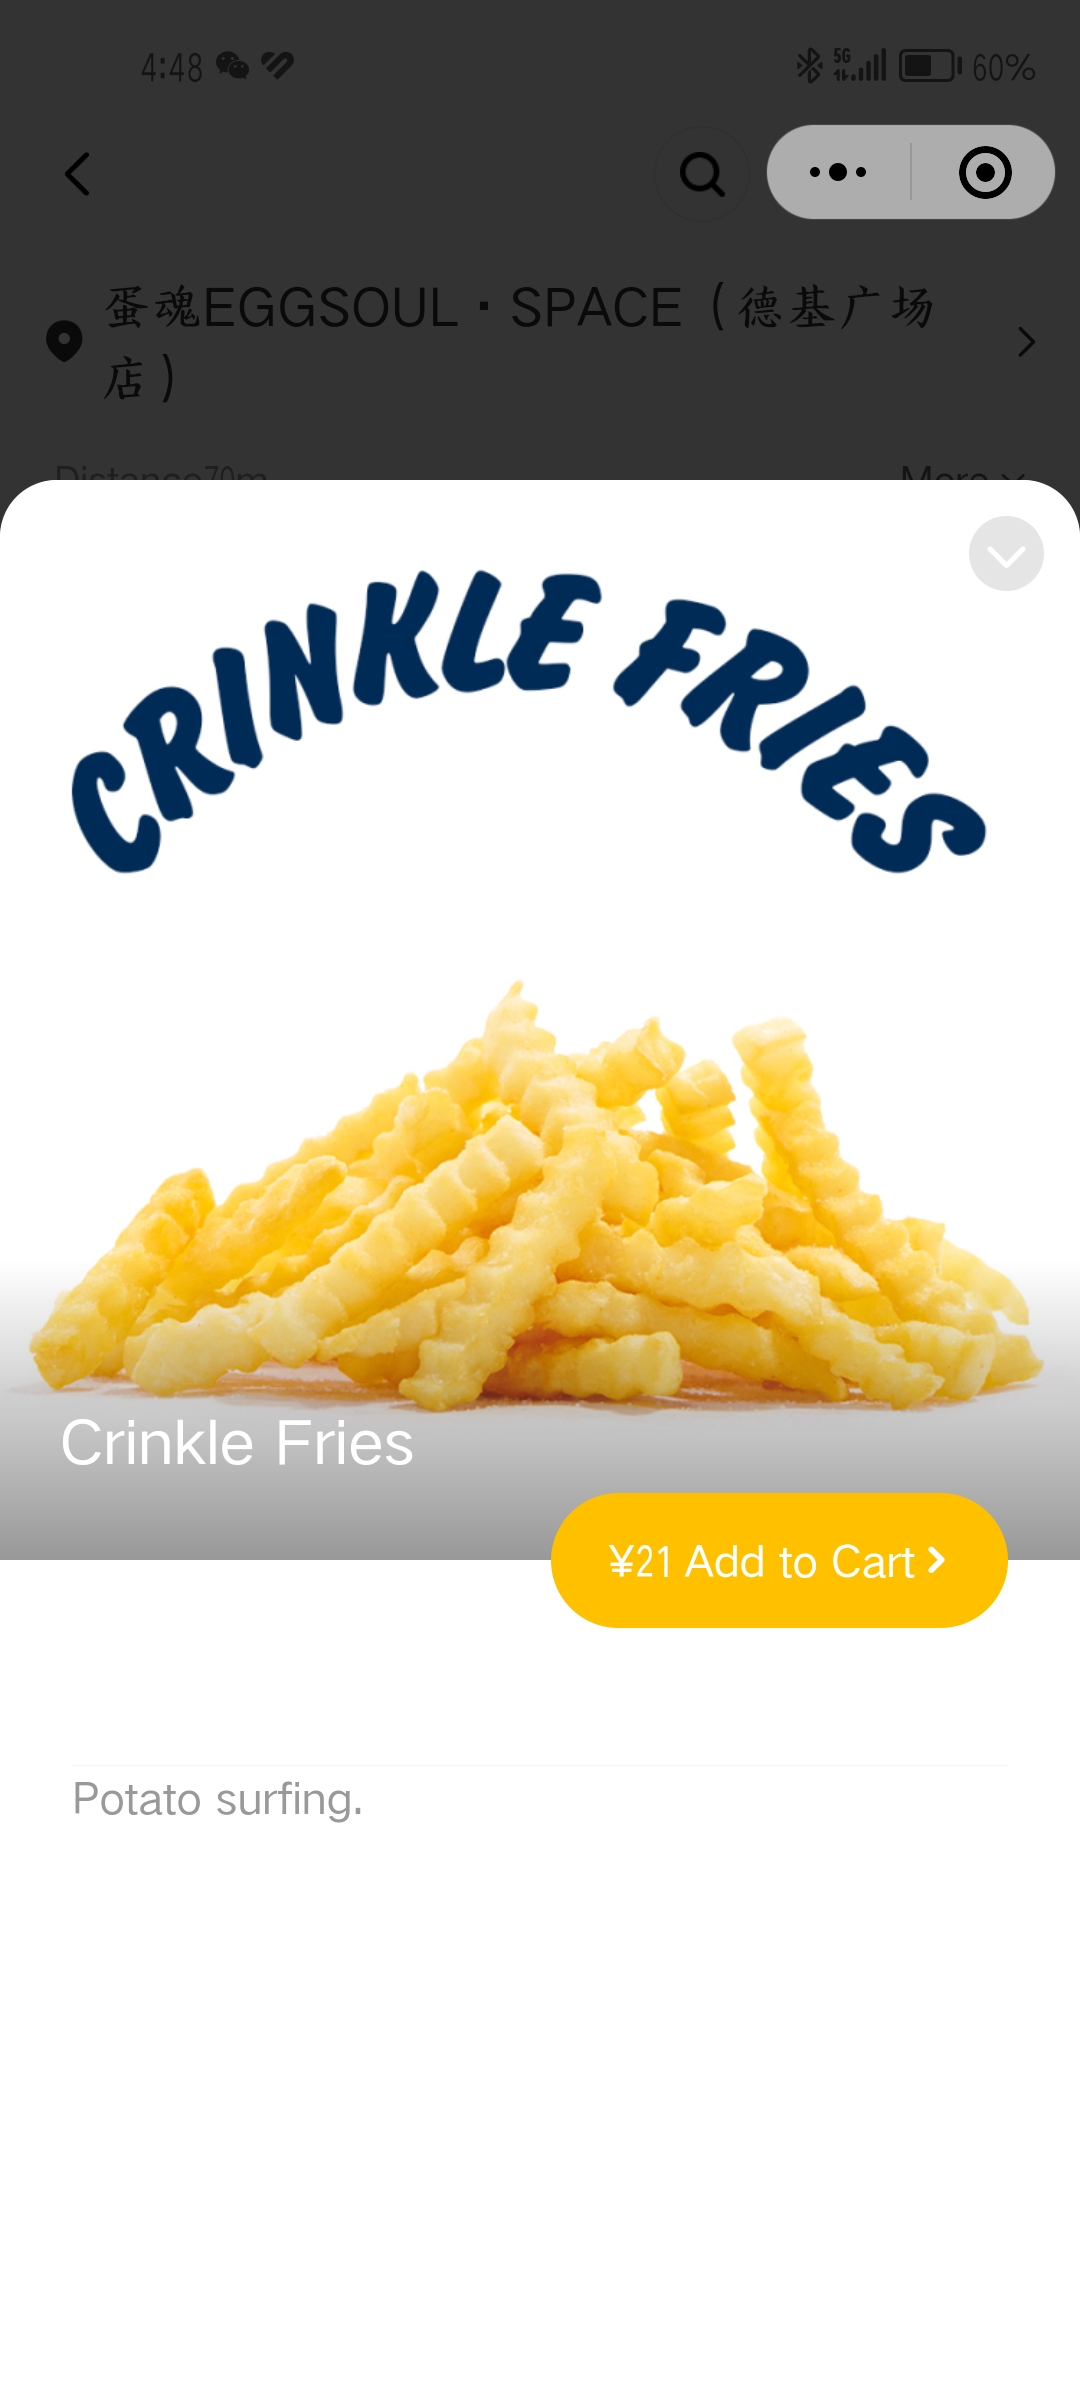 4:48
5G
60%
蛋魂EGGSOUL · SPACE（德基广场
店）
Distance70m
More
CRINKLE FRIES
Crinkle Fries
¥21 Add to Cart
Potato surfing.